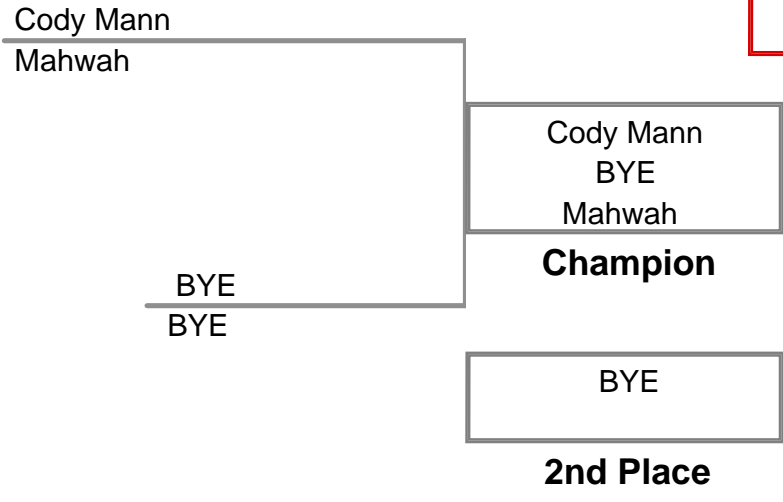 Cody Mann
Mahwah
Cody Mann
BYE
Mahwah
Champion
BYE
BYE
BYE
2nd Place